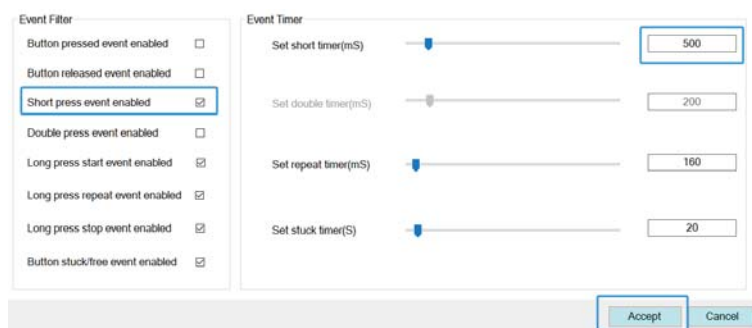 Event Filter
Button pressed event enabled
Button released event enabled
Short press event enabled
Double press event enabled
Long press start event enabled
Long press repeat event enabled
Long press stop event enabled
Button stuck/free event enabled
Event Timer
Set short timer(mS) 500
Set double timer(mS) 200
Set repeat timer(mS) 160
Set stuck timer(S) 20
Accept Cancel